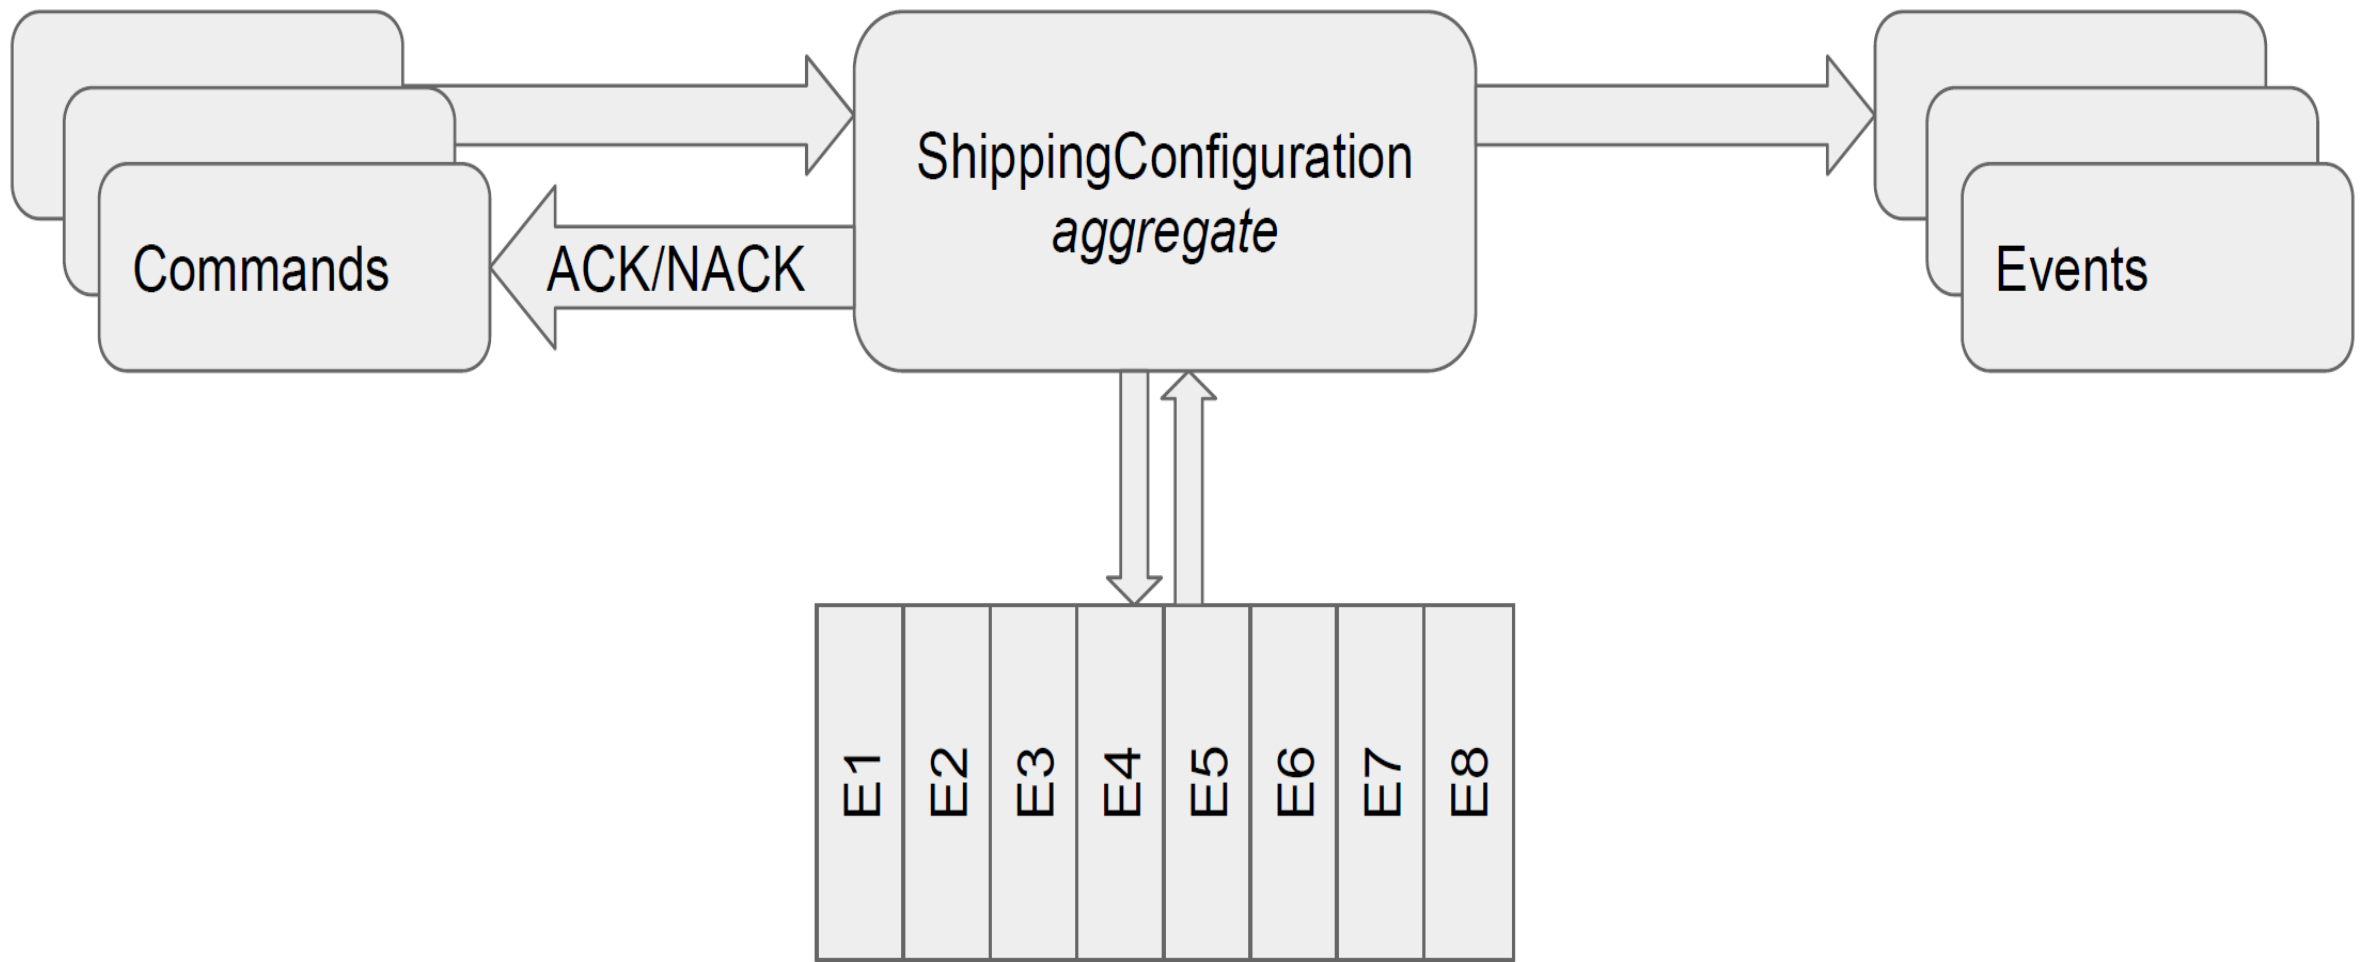 ShippingConfiguration
aggregate
Commands
ACK/NACK
Events
E1
E2
E3
E4
E5
E6
E7
E8